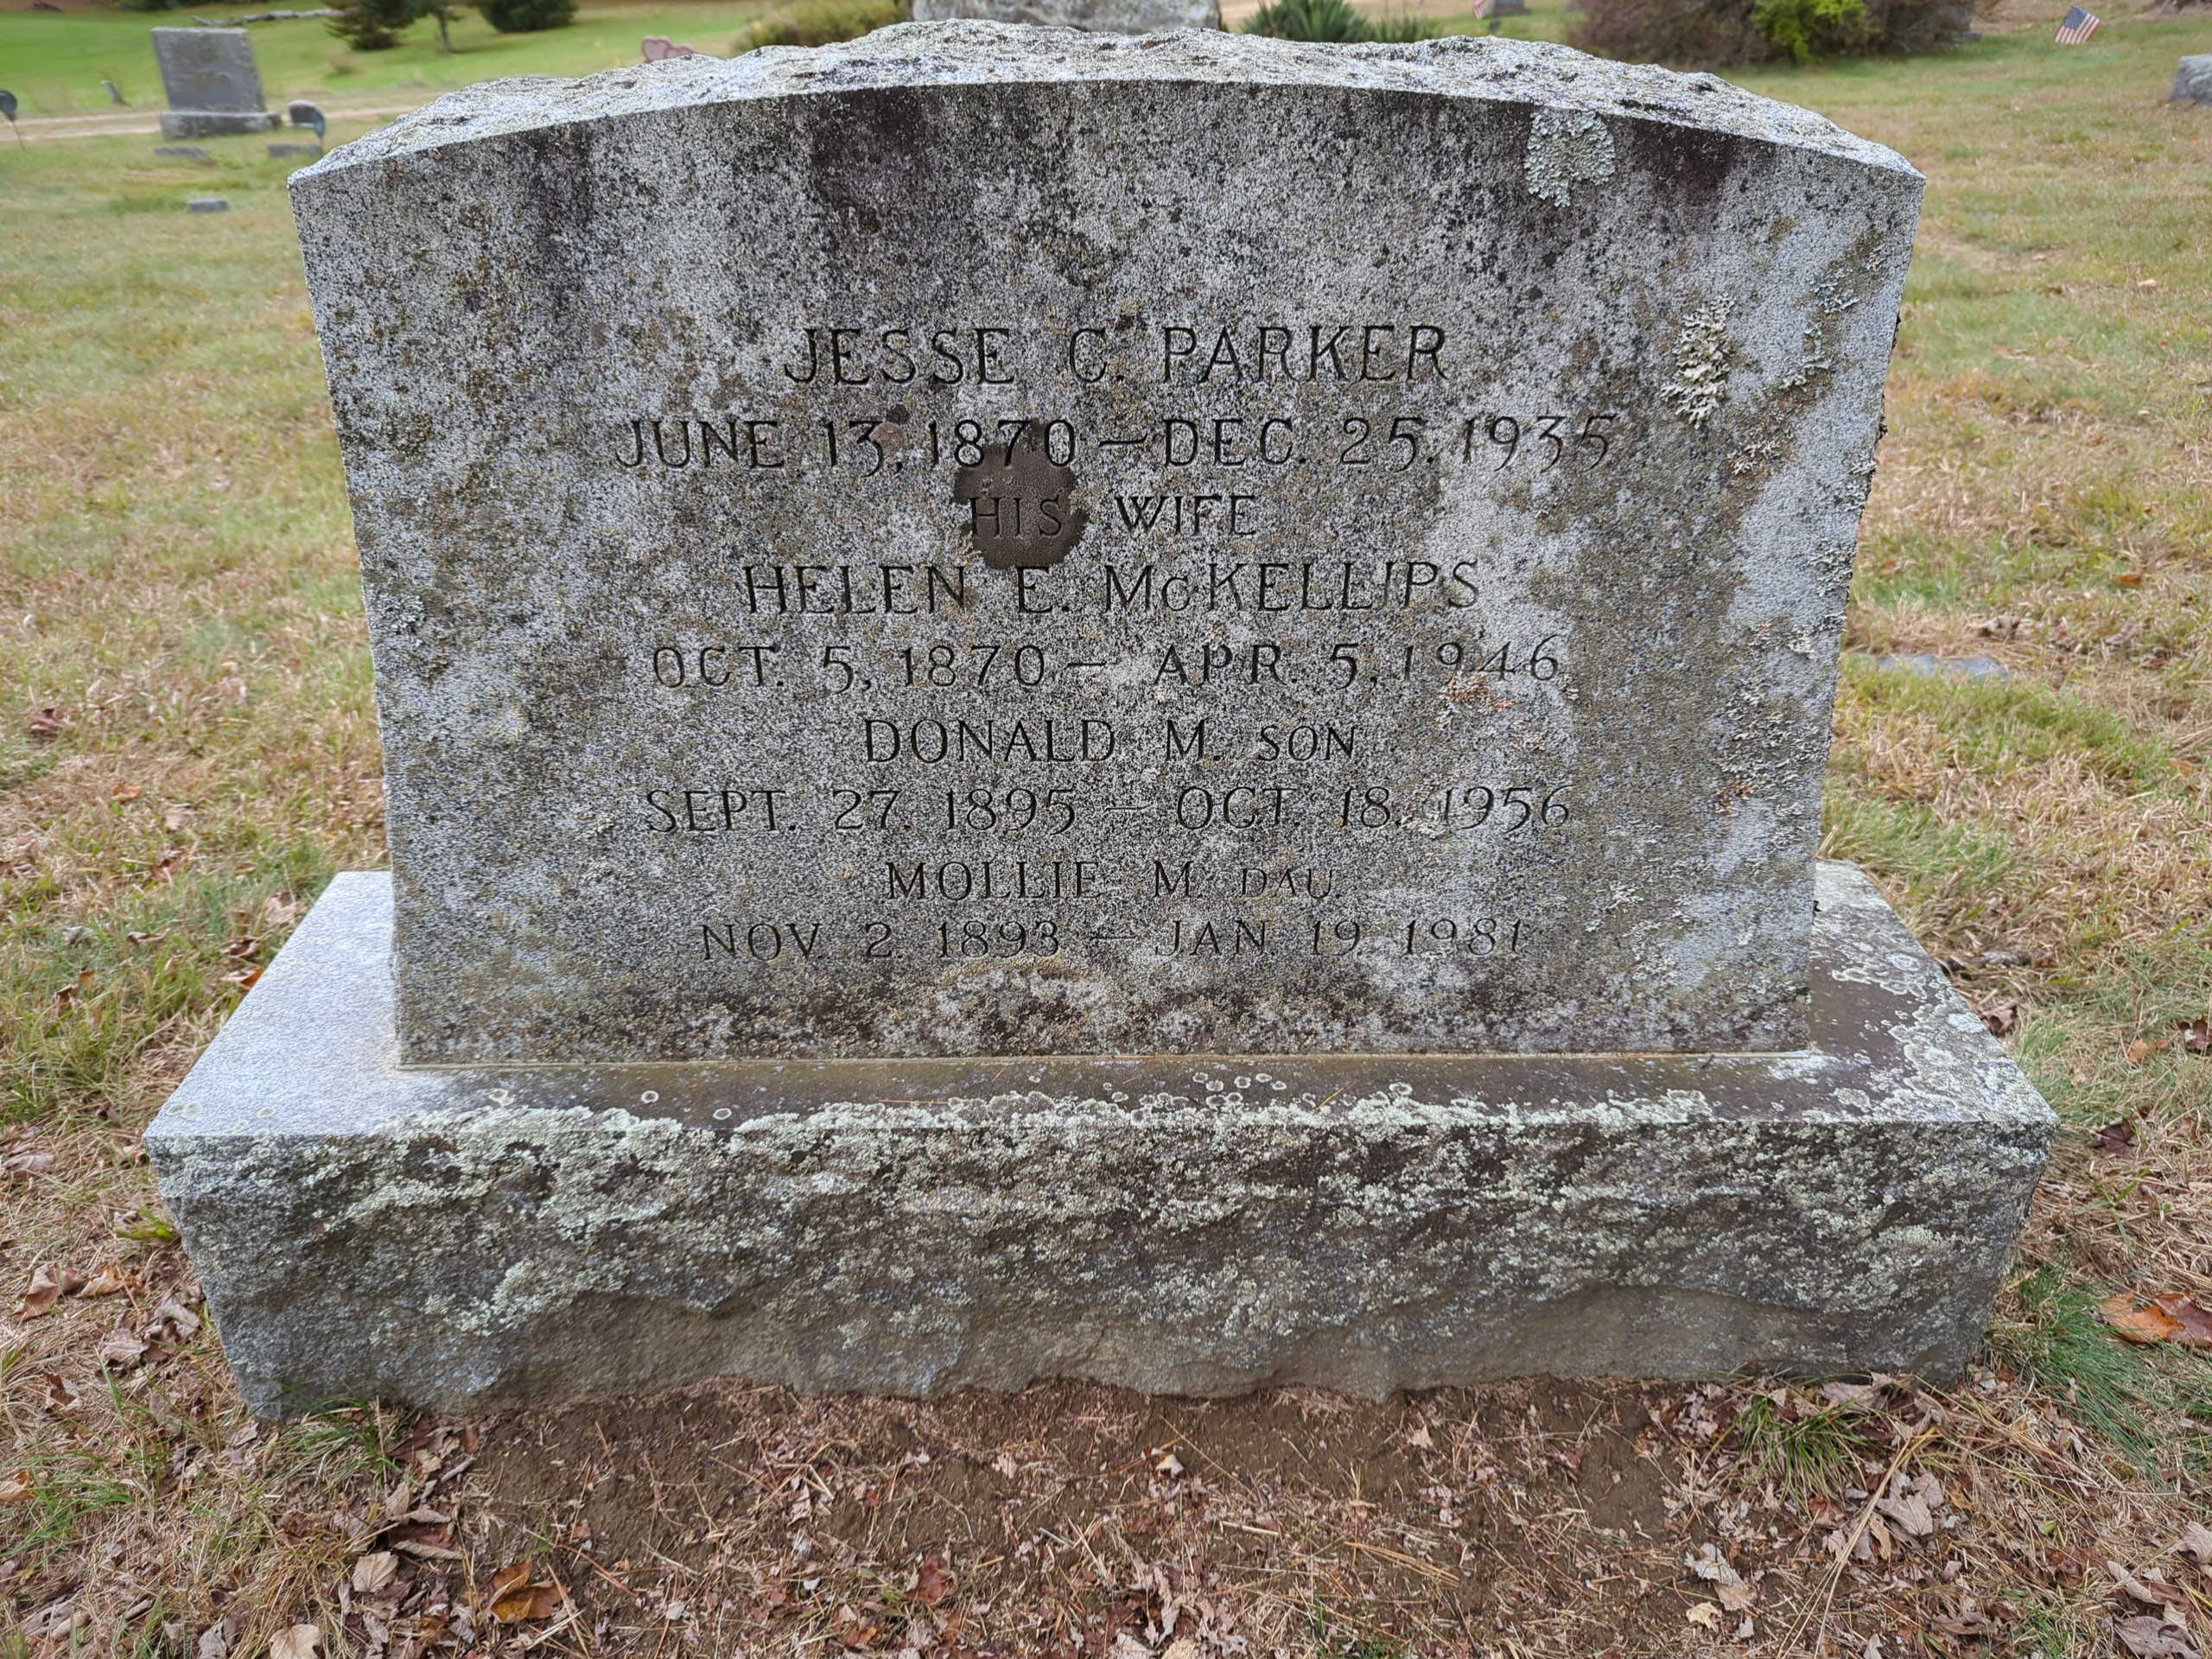 JESSE C. PARKER
JUNE 13, 1870 — DEC. 25, 1935
HIS WIFE
HELEN E. McKELLIPS
OCT. 5, 1870 — APR. 5, 1946
DONALD M. SON
SEPT. 27, 1895 — OCT. 18, 1956
MOLLIE M. DAU.
NOV. 2, 1893 — JAN. 19, 1981